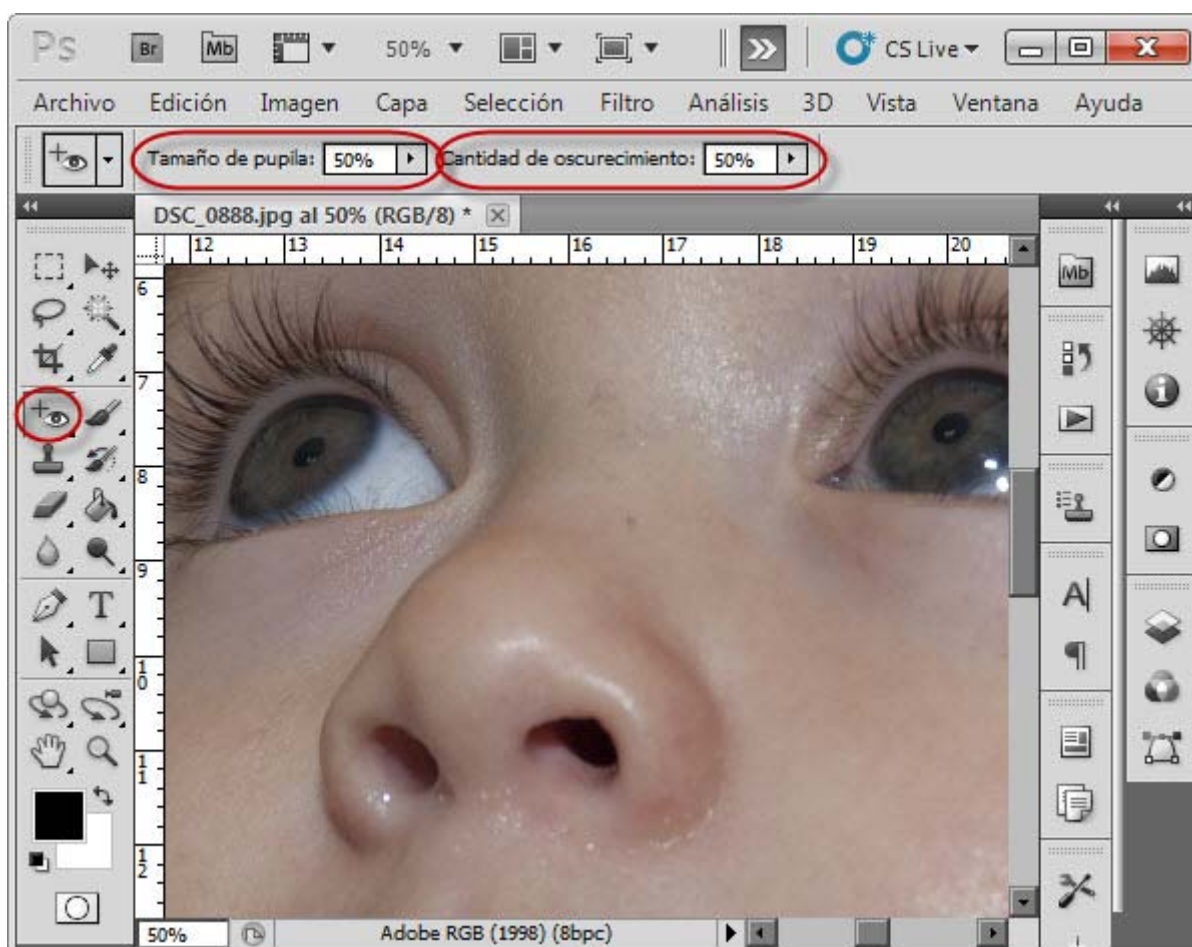 Ps Br Mb 50% CS Live
Archivo Edición Imagen Capa Selección Filtro Análisis 3D Vista Ventana Ayuda
Tamaño de pupila: 50% Cantidad de oscurecimiento: 50%
DSC_0888.jpg al 50% (RGB/8) *
12 13 14 15 16 17 18 19 20
6
Mb
7
8
9
T
A
10
11
12
50% Adobe RGB (1998) (8bpc)